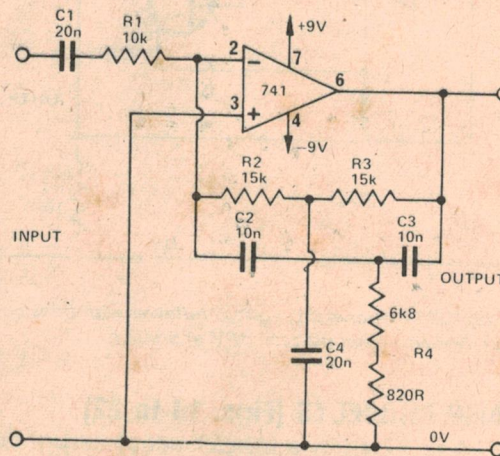 C1
20n
R1
10k
2
3
741
+9V
7
6
4
–9V
R2
15k
R3
15k
C2
10n
C3
10n
INPUT
OUTPUT
6k8
R4
C4
20n
820R
0V